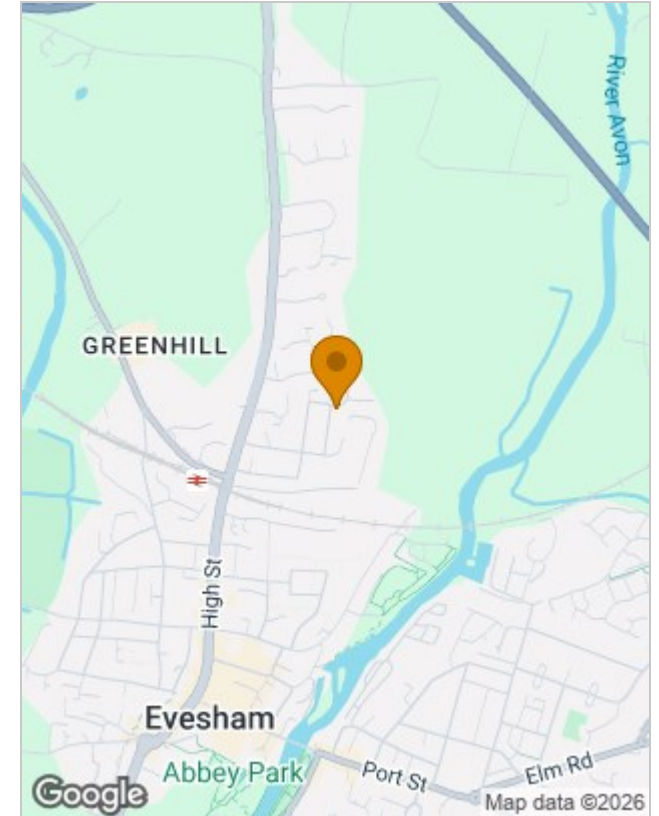 River Avon
GREENHILL
High St
Evesham
Abbey Park
Port St
Elm Rd
Google
Map data ©2026